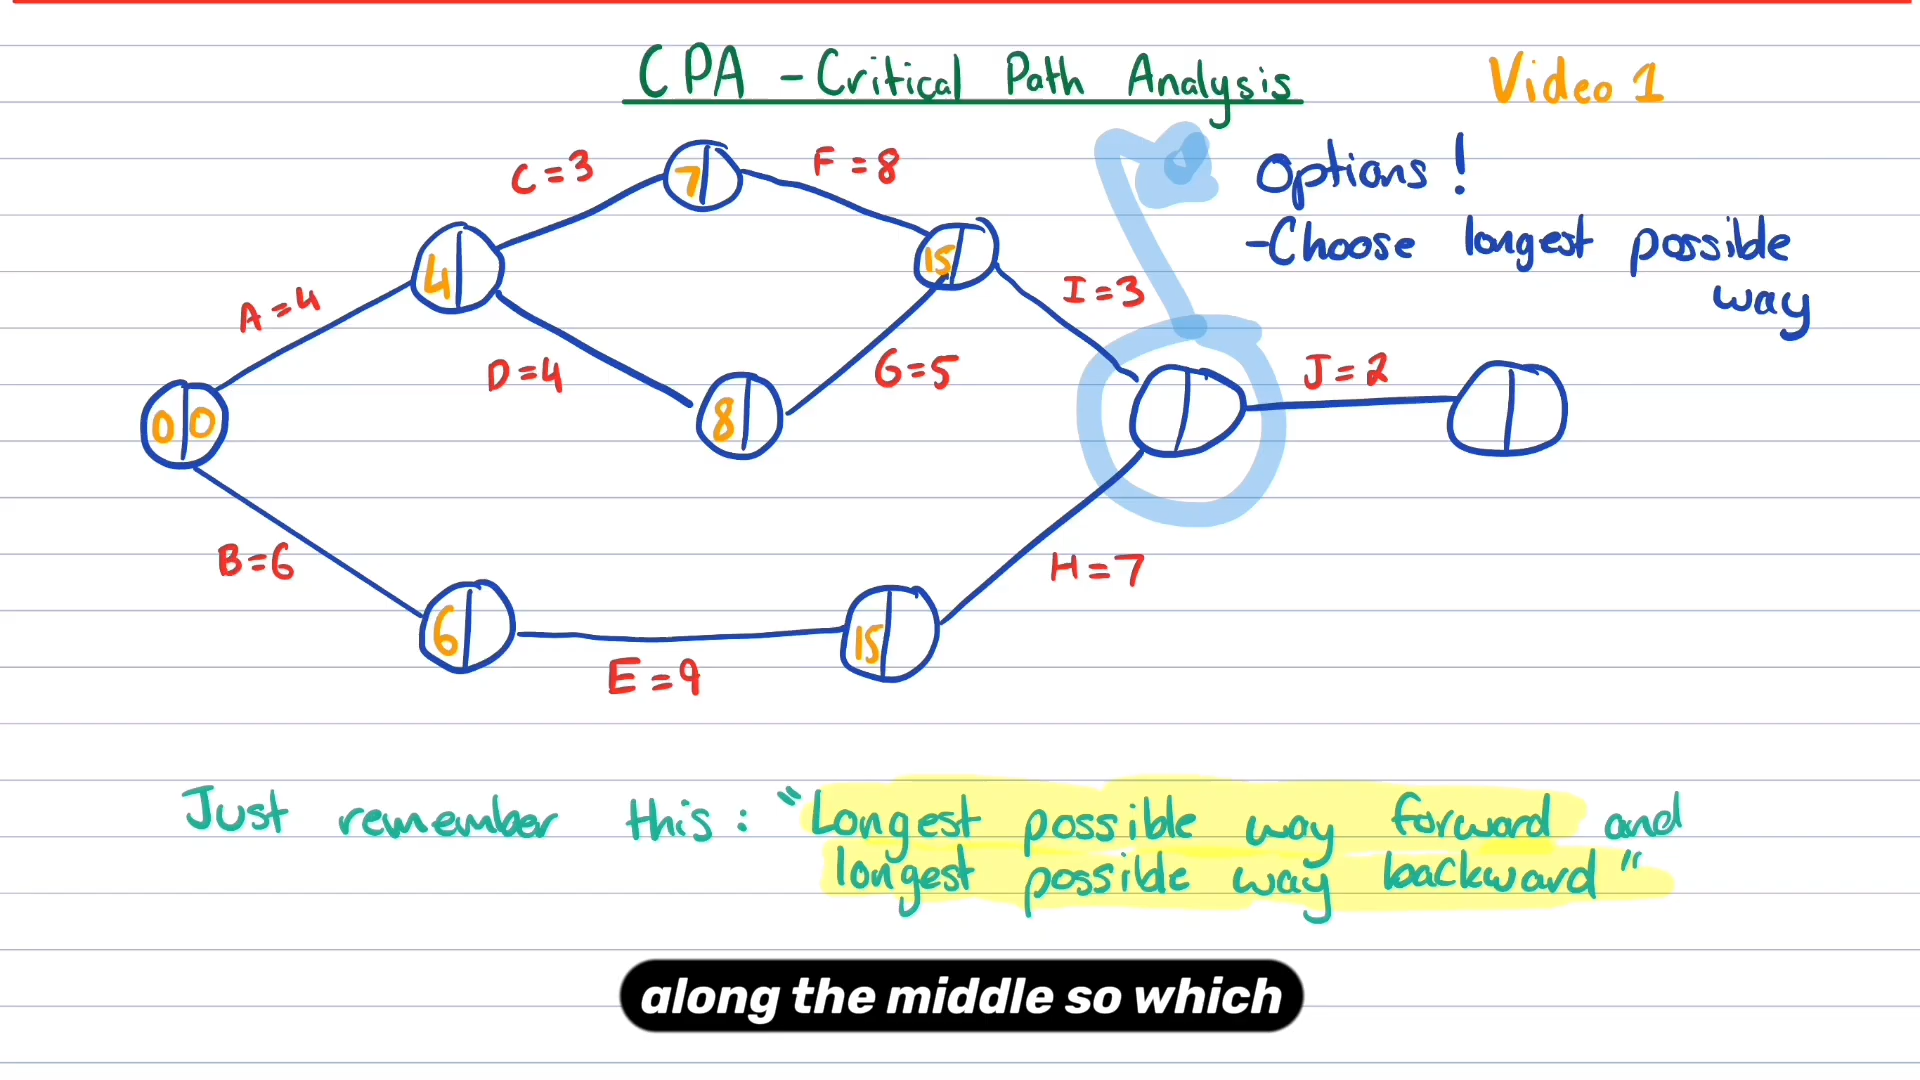 CPA - Critical Path Analysis
Video 1
Options!
-Choose longest possible
way
C=3
F=8
7
4
15
A=4
I=3
D=4
G=5
J=2
0 0
8
B=6
H=7
6
15
E=9
Just remember this: "Longest possible way forward and
longest possible way backward"
along the middle so which